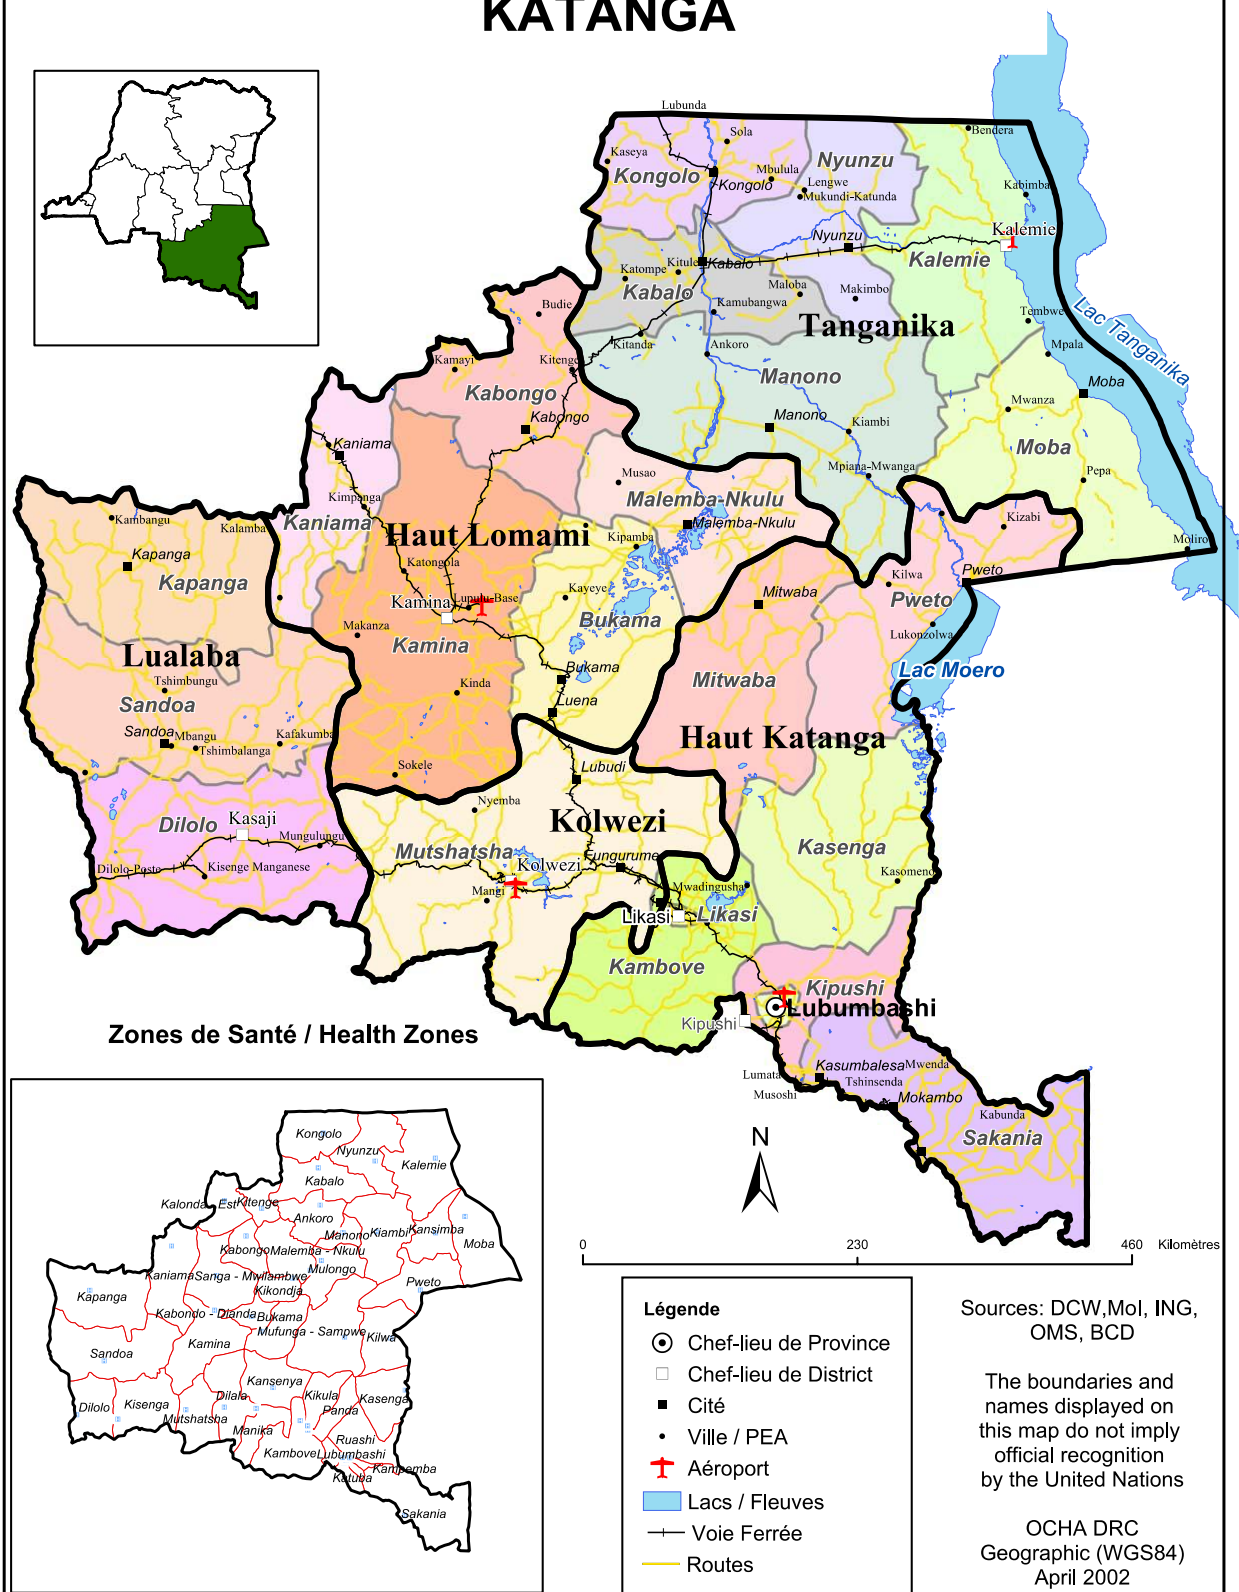 KATANGA
Lubunda
Sola
Bendera
Kaseya
Kongolo
Mbulula
Nyunzu
Kongolo
Lengwe
Mukundi-Katunda
Kabimba
Nyunzu
Kalemie
Kalemie
Kitule
Kabalo
Katompe
Kabalo
Maloba
Makimbo
Budie
Kamubangwa
Tanganika
Tembwe
Lac Tanganika
Kitanda
Ankoro
Mpala
Kamayi
Kitenge
Manono
Moba
Kabongo
Kabongo
Mwanza
Manono
Kiambi
Kaniama
Moba
Musao
Mpiana-Mwanga
Pepa
Kimpanga
Malemba-Nkulu
Kambangu
Kalamba
Kaniama
Haut Lomami
Malemba-Nkulu
Kizabi
Kapanga
Kipamba
Moliro
Kapanga
Katongola
Kilwa
Pweto
Kayeye
Mitwaba
Pweto
Kamina
Lupulu-Base
Bukama
Makanza
Kamina
Lukonzolwa
Lualaba
Bukama
Mitwaba
Lac Moero
Tshimbungu
Kinda
Sandoa
Luena
Sandoa
Mbangu
Kafakumba
Tshimbalanga
Haut Katanga
Sokele
Lubudi
Nyemba
Dilolo
Kasaji
Kolwezi
Mungulungu
Mutshatsha
Fungurume
Kasenga
Dilolo-Poste
Kisenge Manganese
Kolwezi
Kasomeno
Mangi
Mwadingusha
Likasi
Likasi
Kambove
Kipushi
Lubumbashi
Kipushi
Zones de Santé / Health Zones
Kasumbalesa
Mwenda
Lumata
Tshinsenda
Musoshi
Mokambo
Kabunda
Sakania
N
0
230
460
Kilomètres
Kongolo
Nyunzu
Kalemie
Kabalo
Kalonda - Est
Kitenge
Ankoro
Manono
Kiambi
Kansimba
Moba
Kabongo
Malemba - Nkulu
Mulongo
Kaniama
Sanga - Mwilambwe
Kikondja
Pweto
Kapanga
Kabondo - Dianda
Bukama
Mufunga - Sampwe
Kilwa
Kamina
Sandoa
Kansenya
Dilala
Kikula
Kasenga
Dilolo
Kisenga
Mutshatsha
Panda
Manika
Ruashi
Kambove
Lubumbashi
Kampemba
Katuba
Sakania
Légende
Chef-lieu de Province
Chef-lieu de District
Cité
Ville / PEA
Aéroport
Lacs / Fleuves
Voie Ferrée
Routes
Sources: DCW,Mol, ING,
OMS, BCD
The boundaries and
names displayed on
this map do not imply
official recognition
by the United Nations
OCHA DRC
Geographic (WGS84)
April 2002